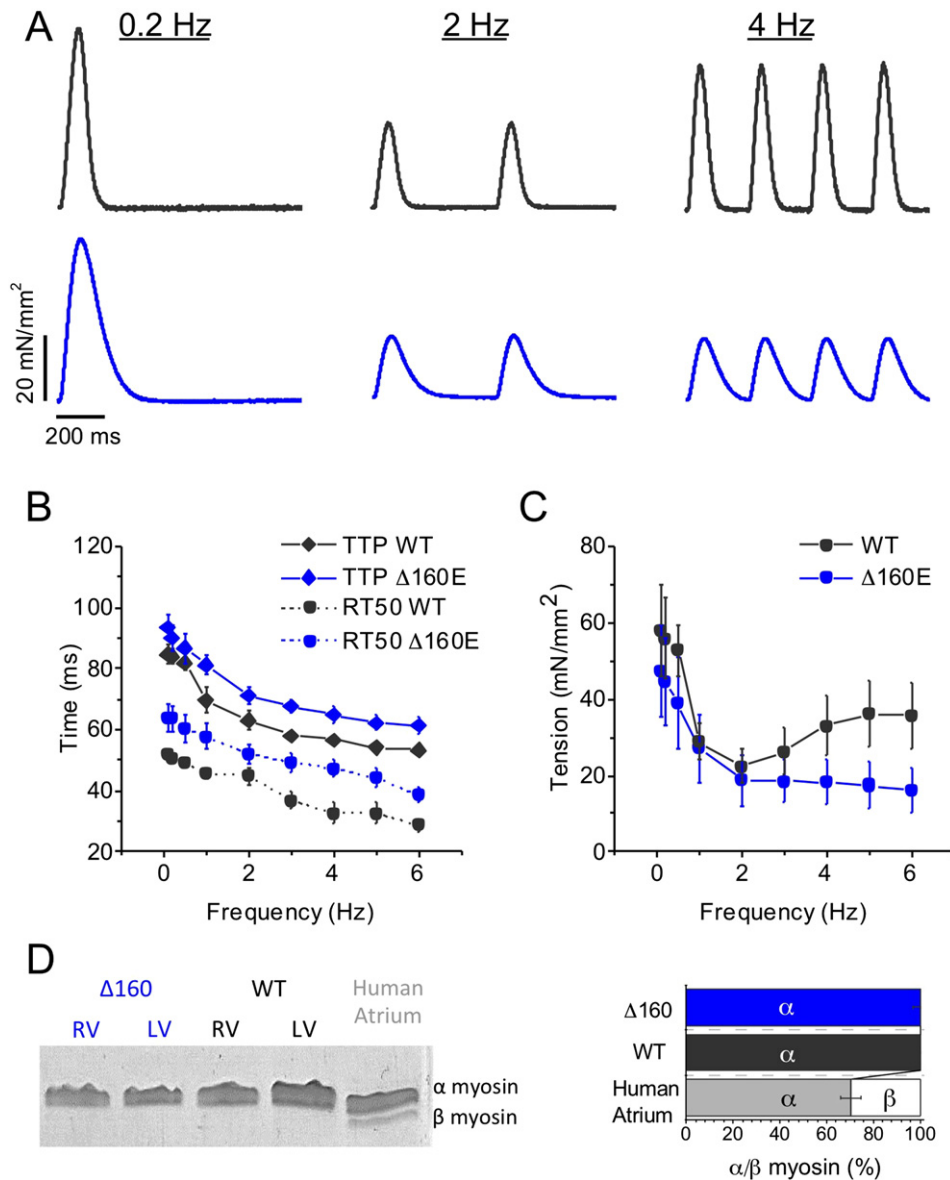 A
0.2 Hz
2 Hz
4 Hz
20 mN/mm²
200 ms
B
120
100
80
60
40
20
Time (ms)
0 2 4 6
Frequency (Hz)
TTP WT
TTP Δ160E
RT50 WT
RT50 Δ160E
C
80
60
40
20
0
Tension (mN/mm²)
0 2 4 6
Frequency (Hz)
WT
Δ160E
D
Δ160 WT Human
Atrium
RV LV RV LV
α myosin
β myosin
Δ160 α
WT α
Human
Atrium
α β
0 20 40 60 80 100
α/β myosin (%)